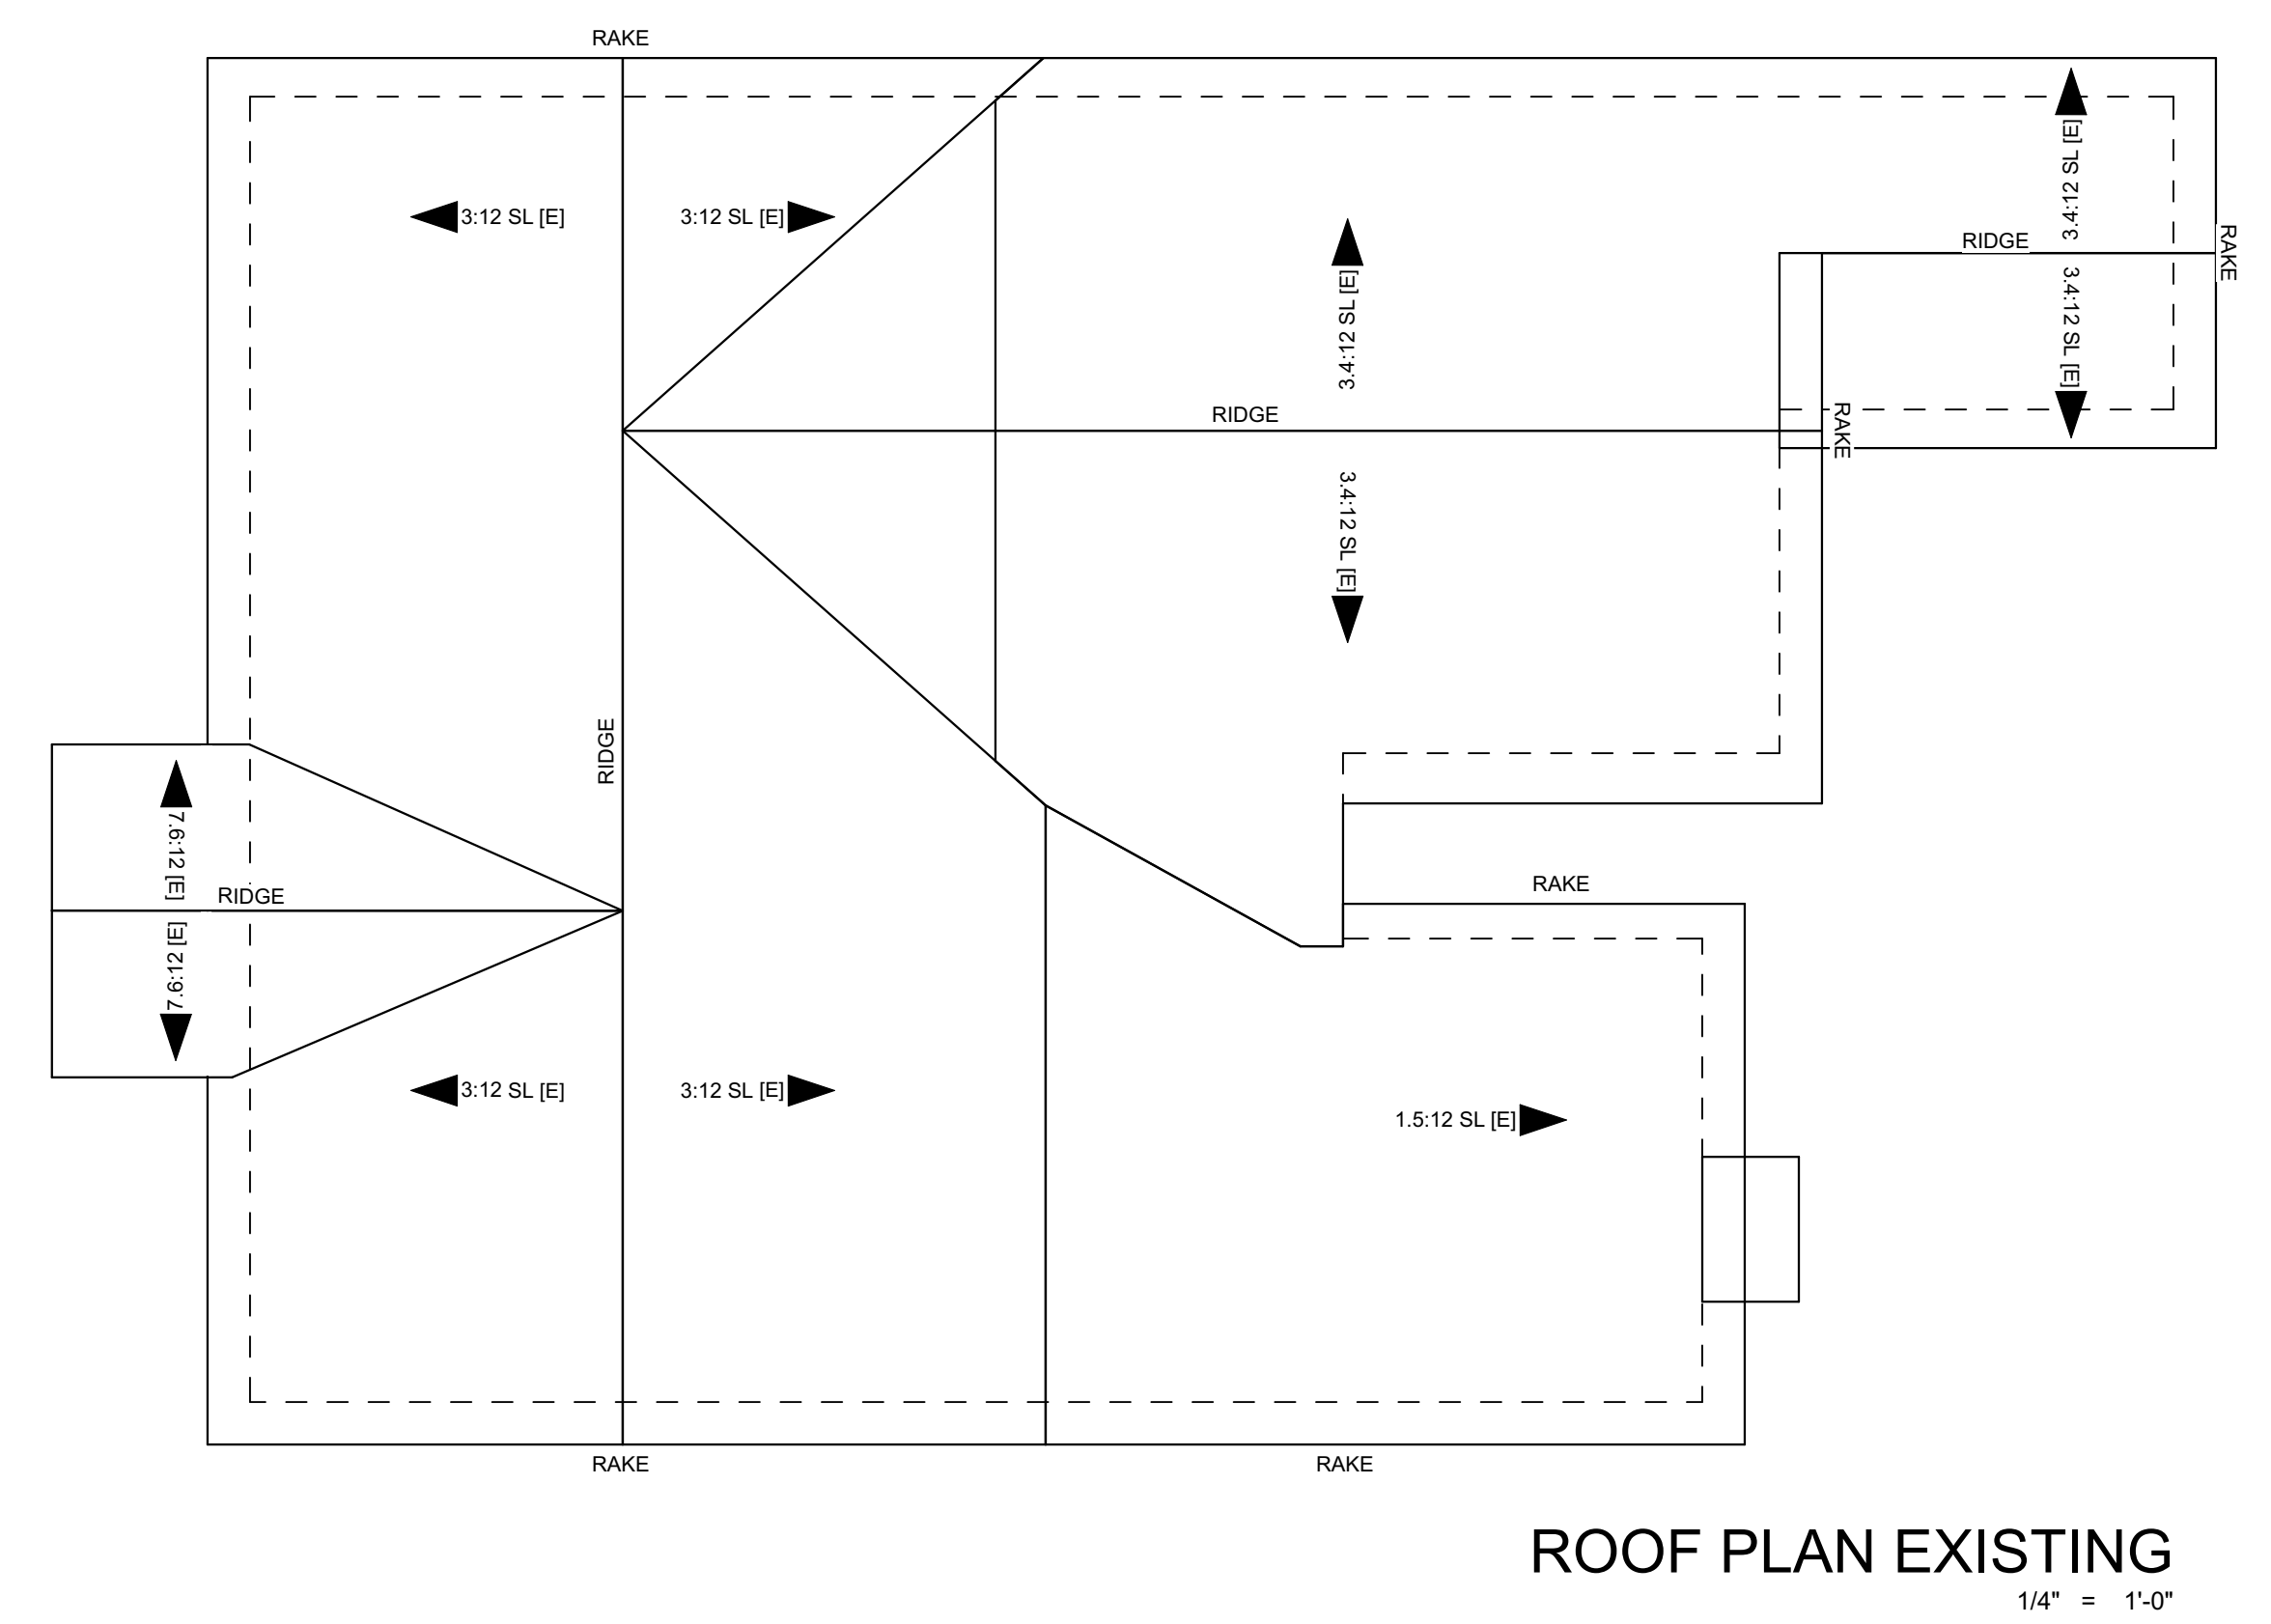 RAKE
3:12 SL [E]
3:12 SL [E]
3.4:12 SL [E]
RIDGE
RAKE
3.4:12 SL [E]
3.4:12 SL [E]
RIDGE
RAKE
3.4:12 SL [E]
RIDGE
7.6:12 [E]
RIDGE
RAKE
7.6:12 [E]
3:12 SL [E]
3:12 SL [E]
1.5:12 SL [E]
RAKE
RAKE
ROOF PLAN EXISTING
1/4" = 1'-0"